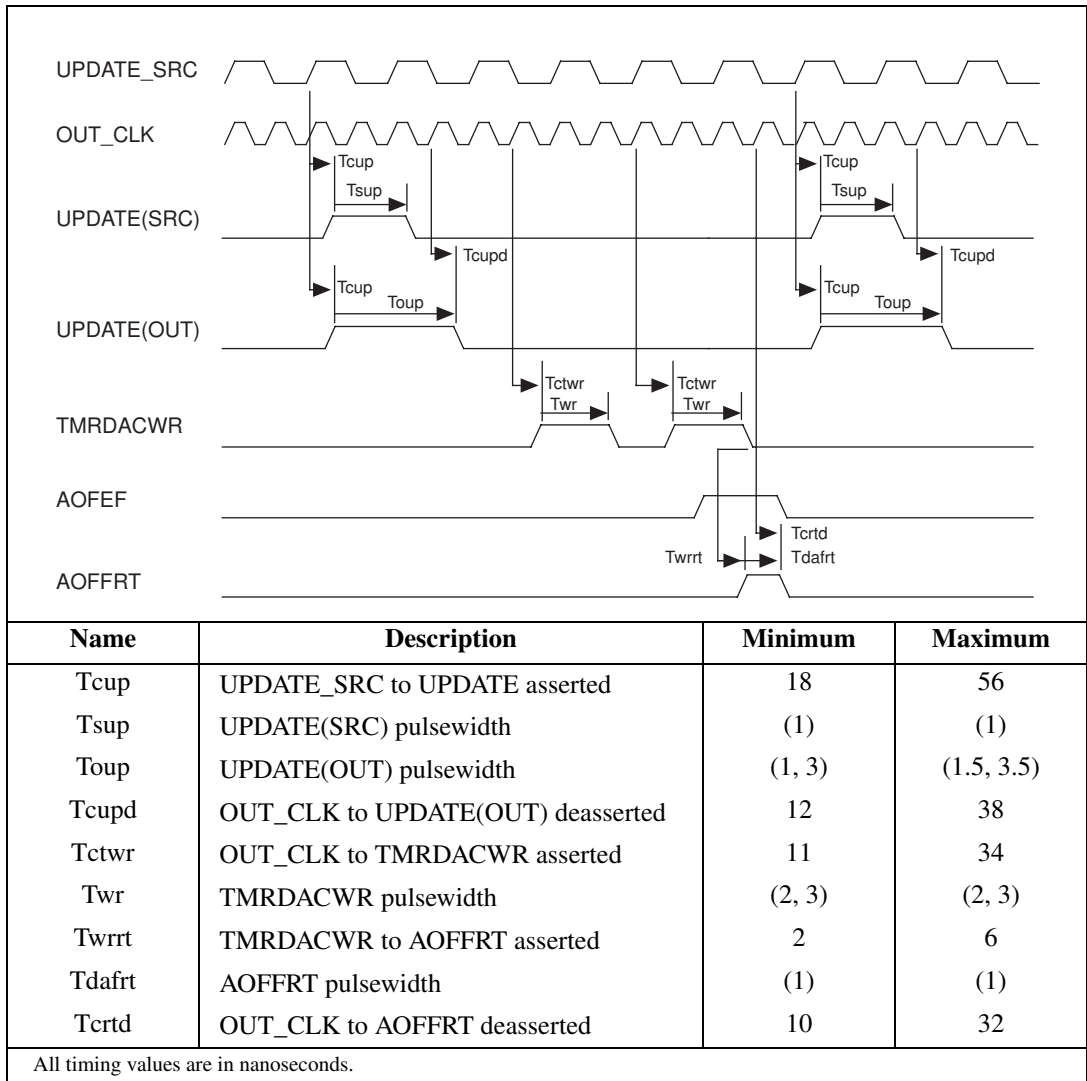 UPDATE_SRC
OUT_CLK
Tcup
Tcup
Tsup
Tsup
UPDATE(SRC)
Tcupd
Tcupd
Tcup
Tcup
Toup
Toup
UPDATE(OUT)
Tctwr
Tctwr
Twr
Twr
TMRDACWR
AOFEF
Tcrtd
Twrrt
Tdafrt
AOFFRT
Name Description Minimum Maximum
Tcup UPDATE_SRC to UPDATE asserted 18 56
Tsup UPDATE(SRC) pulsewidth (1) (1)
Toup UPDATE(OUT) pulsewidth (1, 3) (1.5, 3.5)
Tcupd OUT_CLK to UPDATE(OUT) deasserted 12 38
Tctwr OUT_CLK to TMRDACWR asserted 11 34
Twr TMRDACWR pulsewidth (2, 3) (2, 3)
Twrrt TMRDACWR to AOFFRT asserted 2 6
Tdafrt AOFFRT pulsewidth (1) (1)
Tcrtd OUT_CLK to AOFFRT deasserted 10 32
All timing values are in nanoseconds.